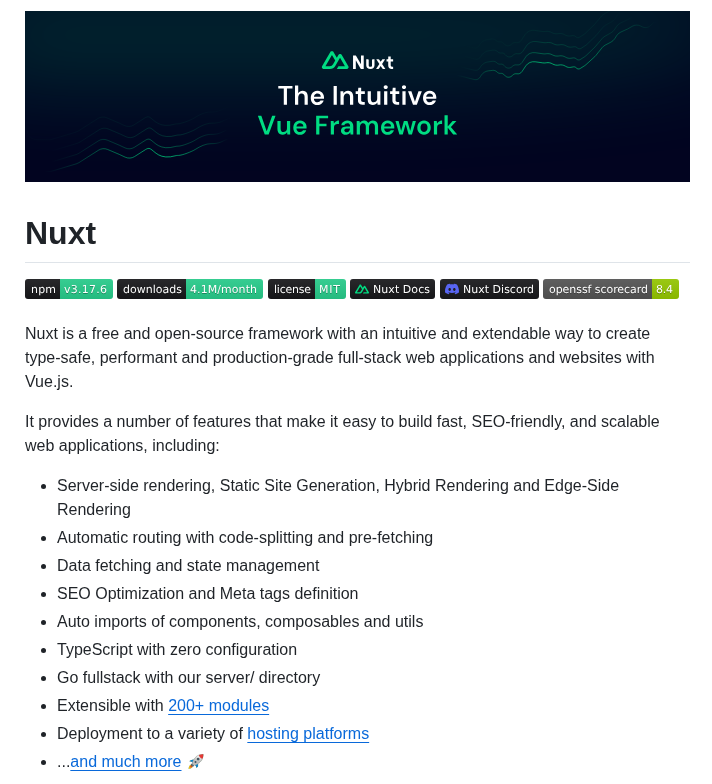 Nuxt
The Intuitive
Vue Framework
Nuxt
npm v3.17.6 downloads 4.1M/month license MIT Nuxt Docs Nuxt Discord openssf scorecard 8.4
Nuxt is a free and open-source framework with an intuitive and extendable way to create
type-safe, performant and production-grade full-stack web applications and websites with
Vue.js.
It provides a number of features that make it easy to build fast, SEO-friendly, and scalable
web applications, including:
• Server-side rendering, Static Site Generation, Hybrid Rendering and Edge-Side
Rendering
• Automatic routing with code-splitting and pre-fetching
• Data fetching and state management
• SEO Optimization and Meta tags definition
• Auto imports of components, composables and utils
• TypeScript with zero configuration
• Go fullstack with our server/ directory
• Extensible with 200+ modules
• Deployment to a variety of hosting platforms
• ...and much more 🚀